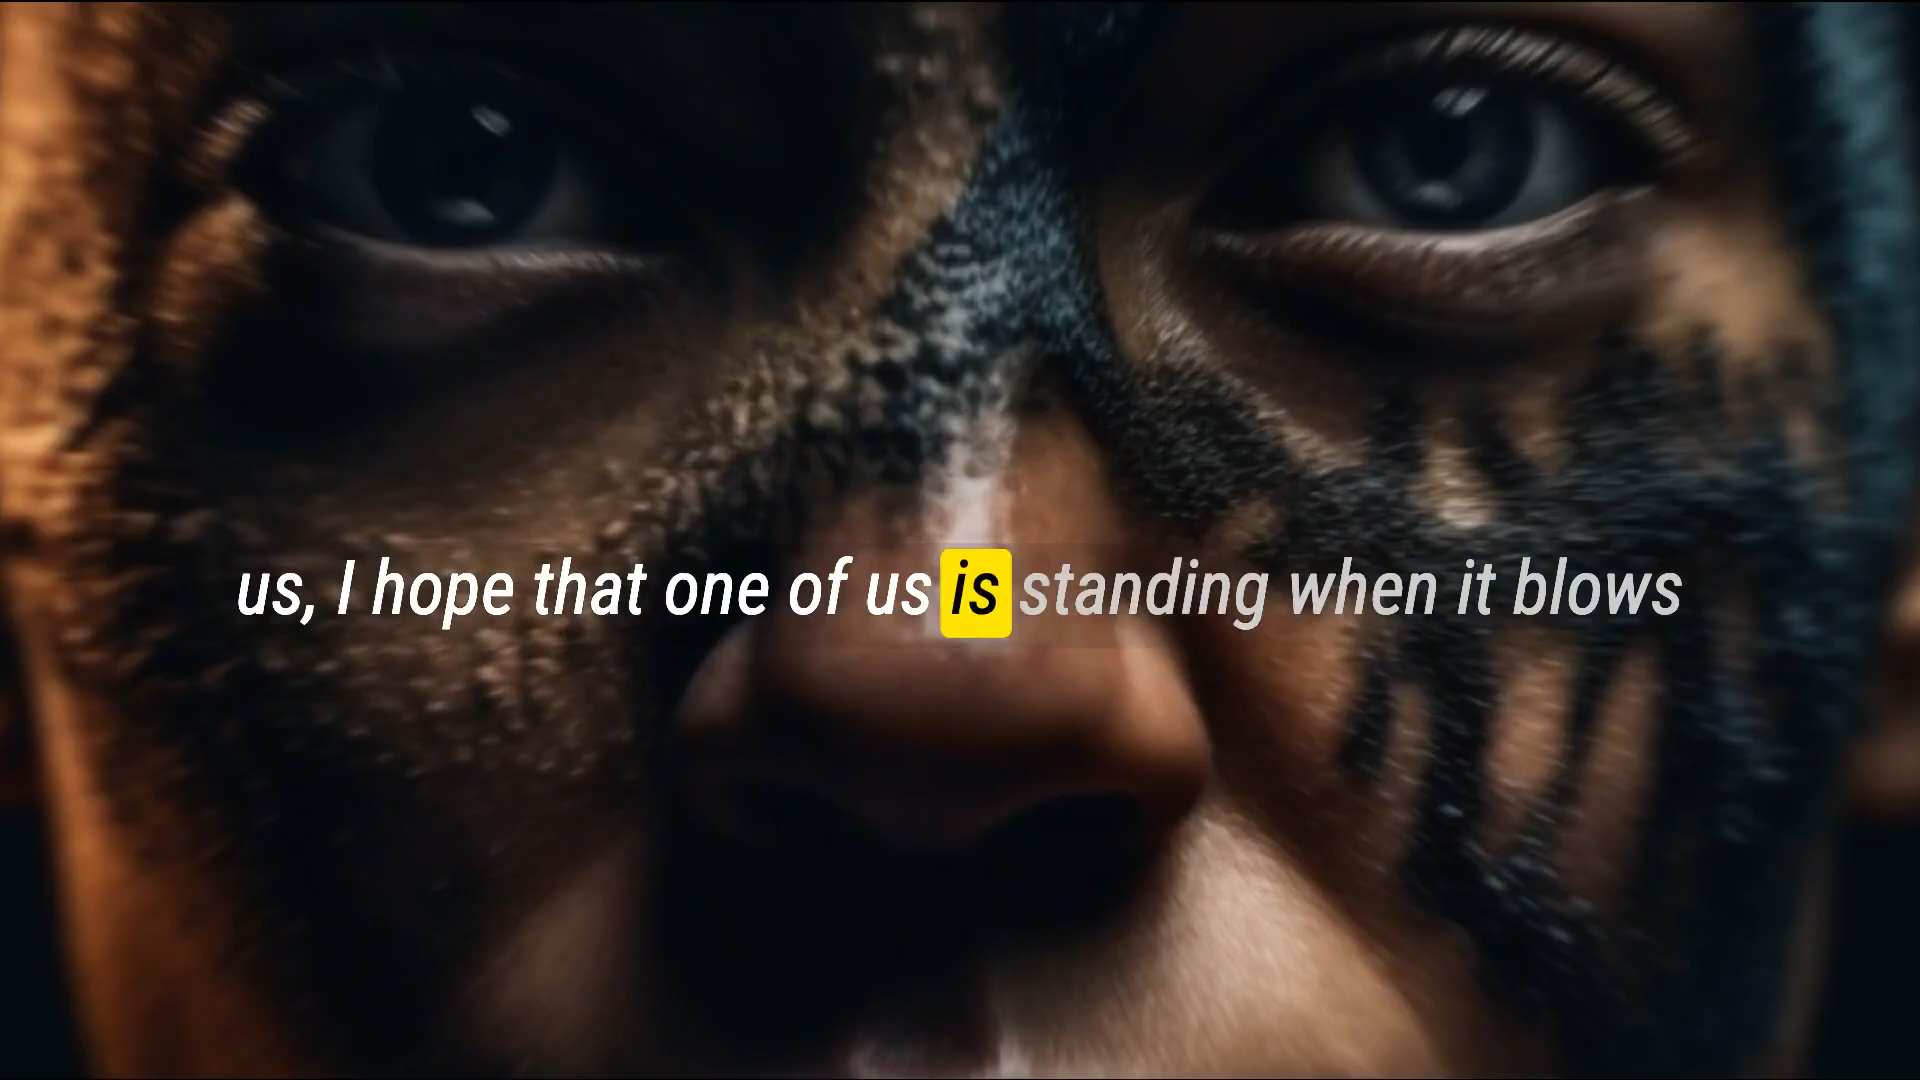 us, I hope that one of us is standing when it blows